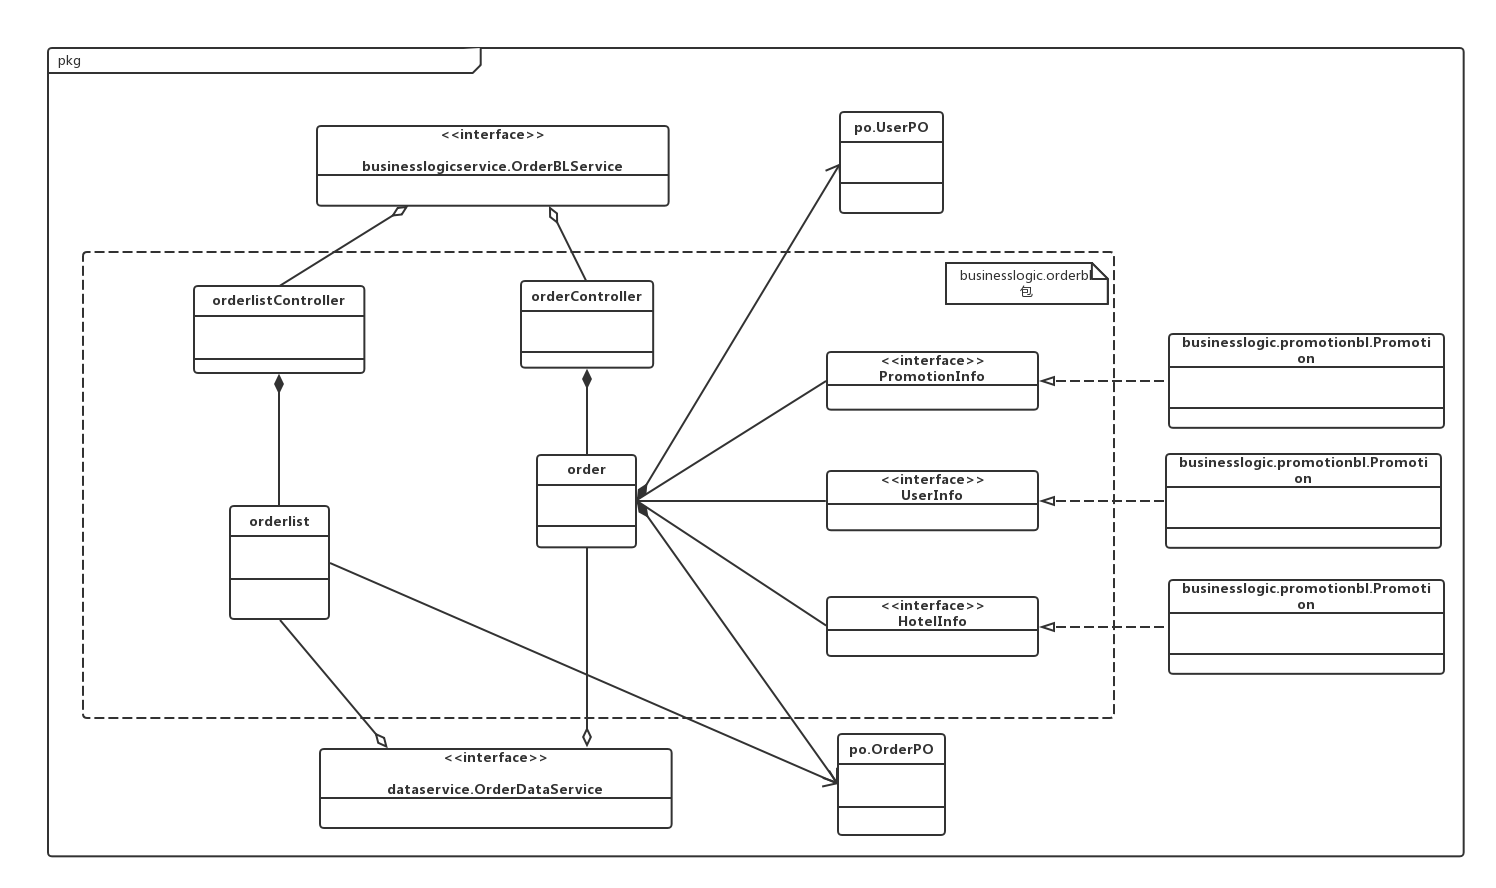 pkg
<<interface>>
businesslogicservice.OrderBLService
po.UserPO
businesslogic.orderbl
包
orderlistController
orderController
<<interface>>
PromotionInfo
businesslogic.promotionbl.Promoti
on
order
<<interface>>
UserInfo
businesslogic.promotionbl.Promoti
on
orderlist
<<interface>>
HotelInfo
businesslogic.promotionbl.Promoti
on
<<interface>>
dataservice.OrderDataService
po.OrderPO